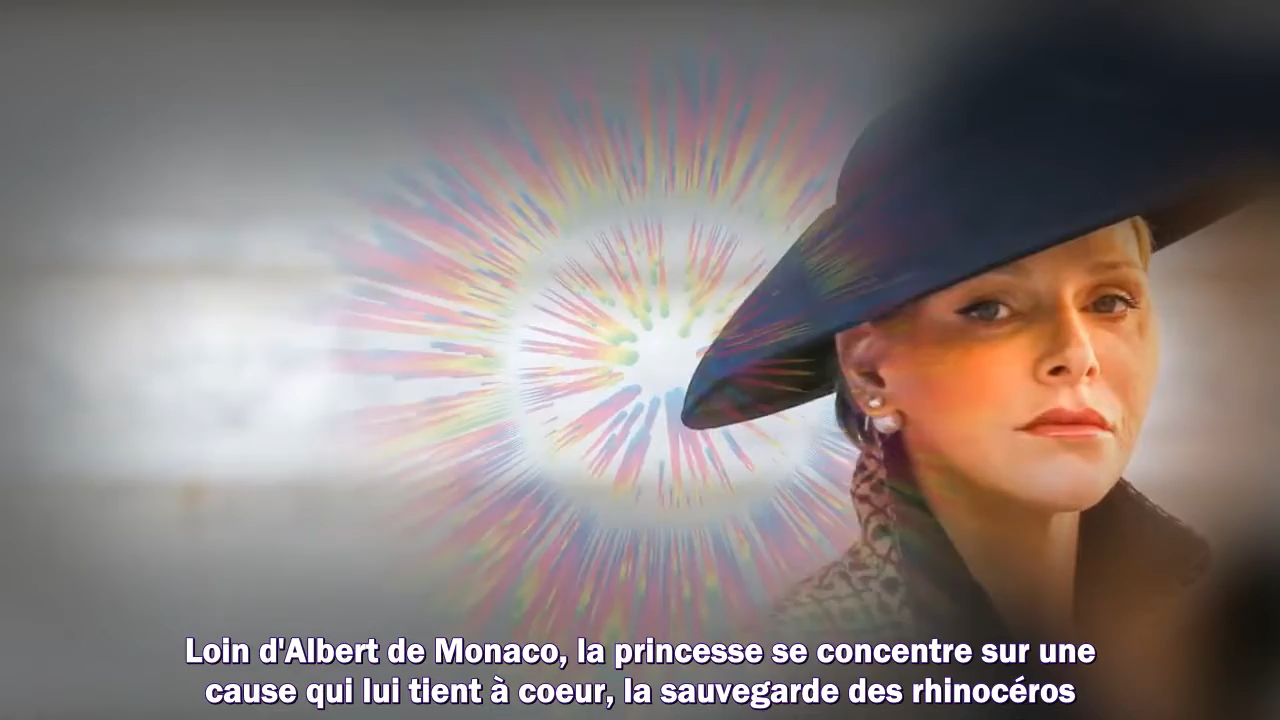 Loin d'Albert de Monaco, la princesse se concentre sur une
cause qui lui tient à coeur, la sauvegarde des rhinocéros